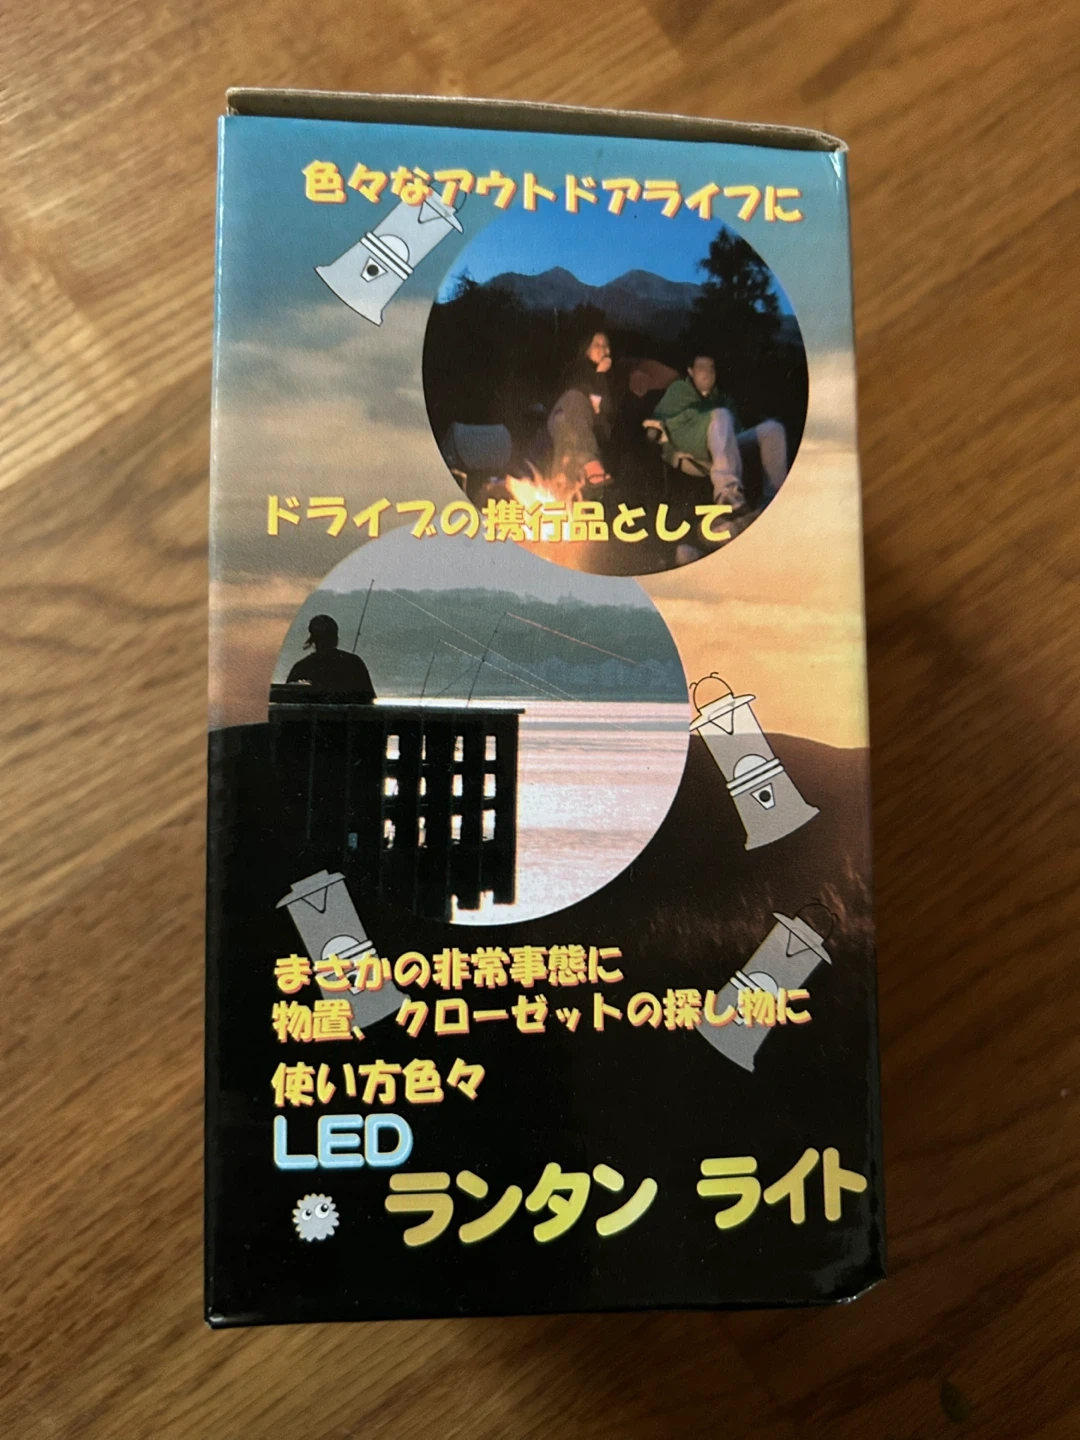 色々なアウトドアライフに
ドライブの携行品として
まさかの非常事態に
物置、クローゼットの探し物に
使い方色々
LED
ランタン ライト